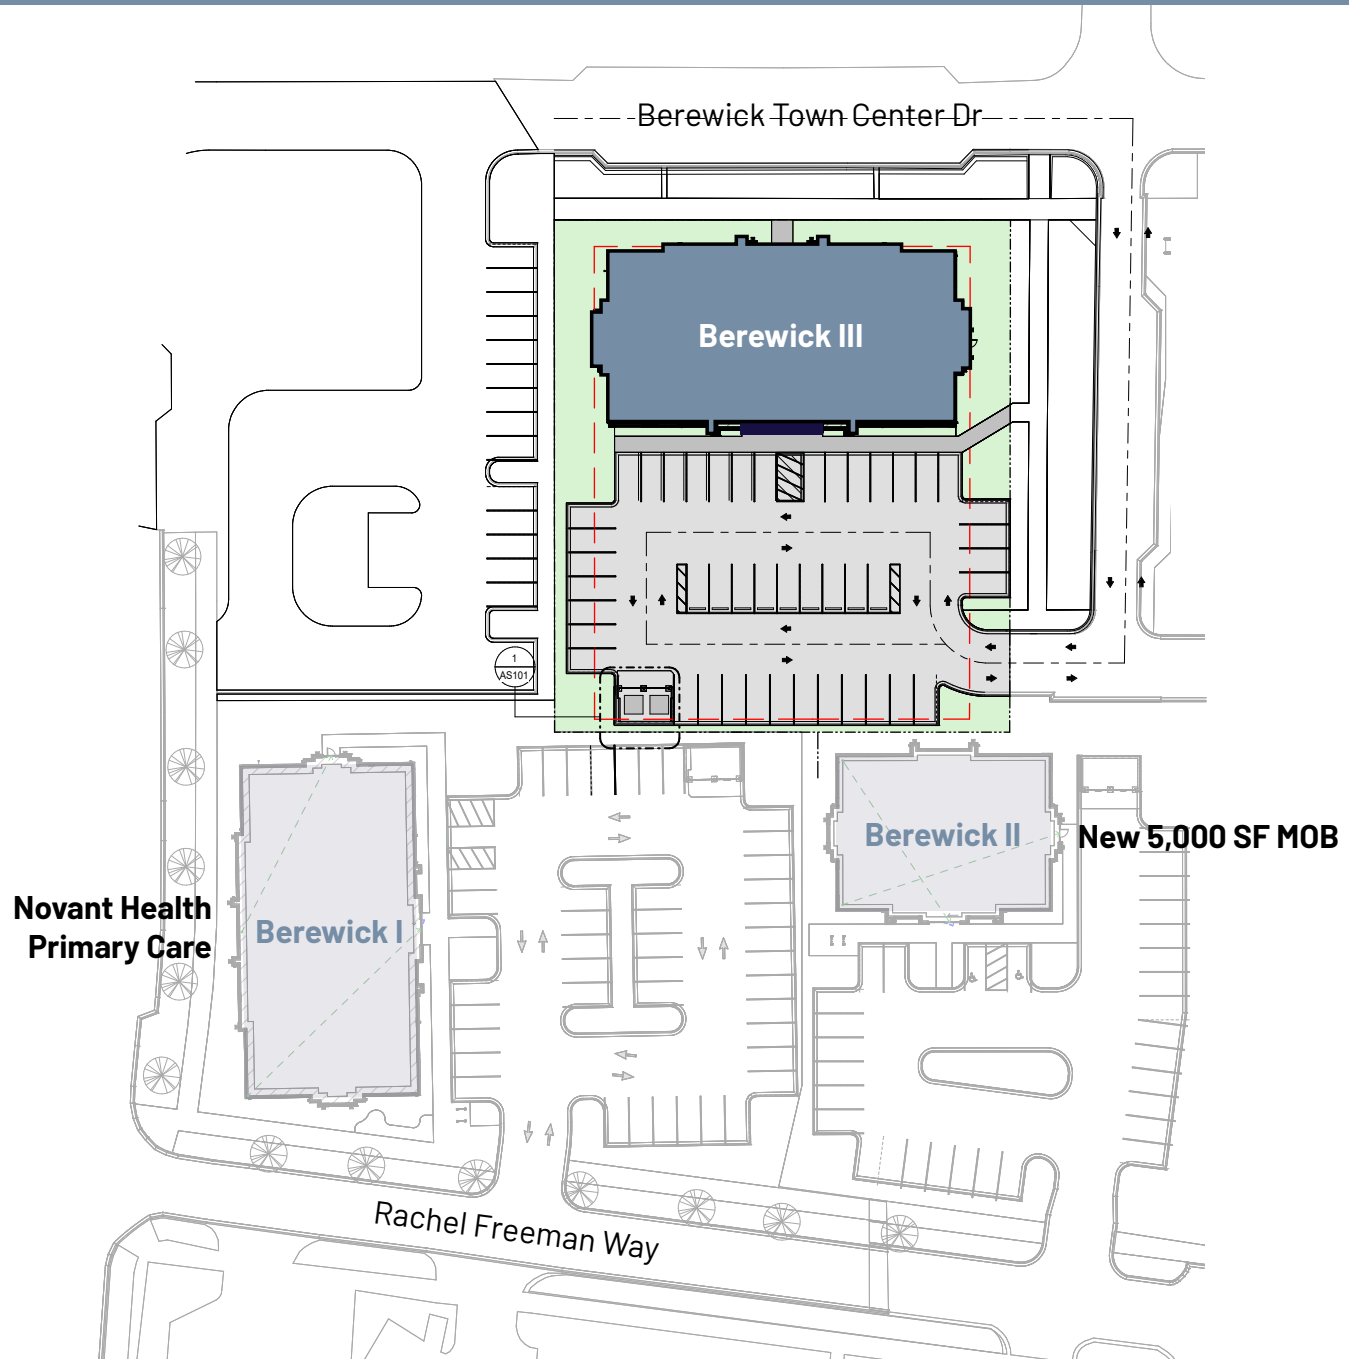 Berewick Town Center Dr
Berewick III
1
AS101
Berewick II
New 5,000 SF MOB
Novant Health
Primary Care
Berewick I
Rachel Freeman Way